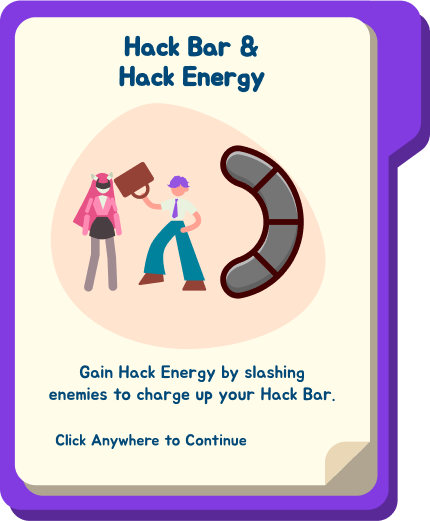 Hack Bar &
Hack Energy
Gain Hack Energy by slashing
enemies to charge up your Hack Bar.
Click Anywhere to Continue